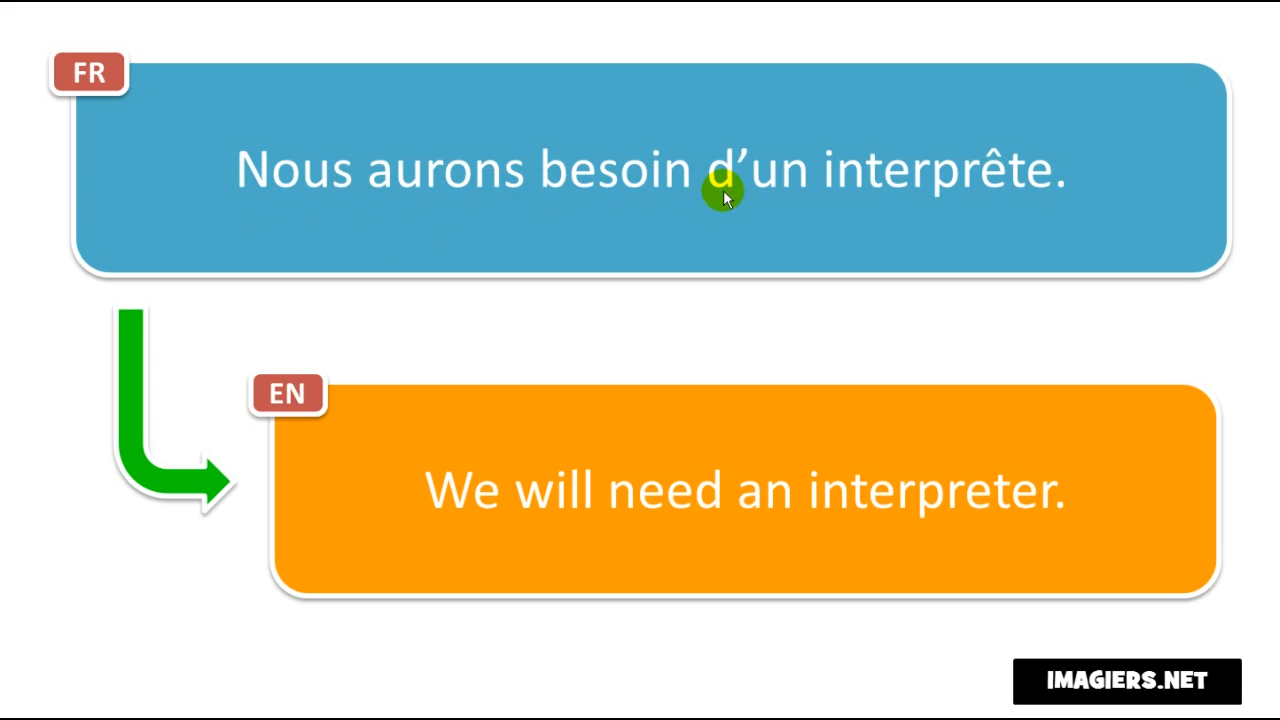 FR
Nous aurons besoin d’un interprête.
EN
We will need an interpreter.
IMAGIERS.NET